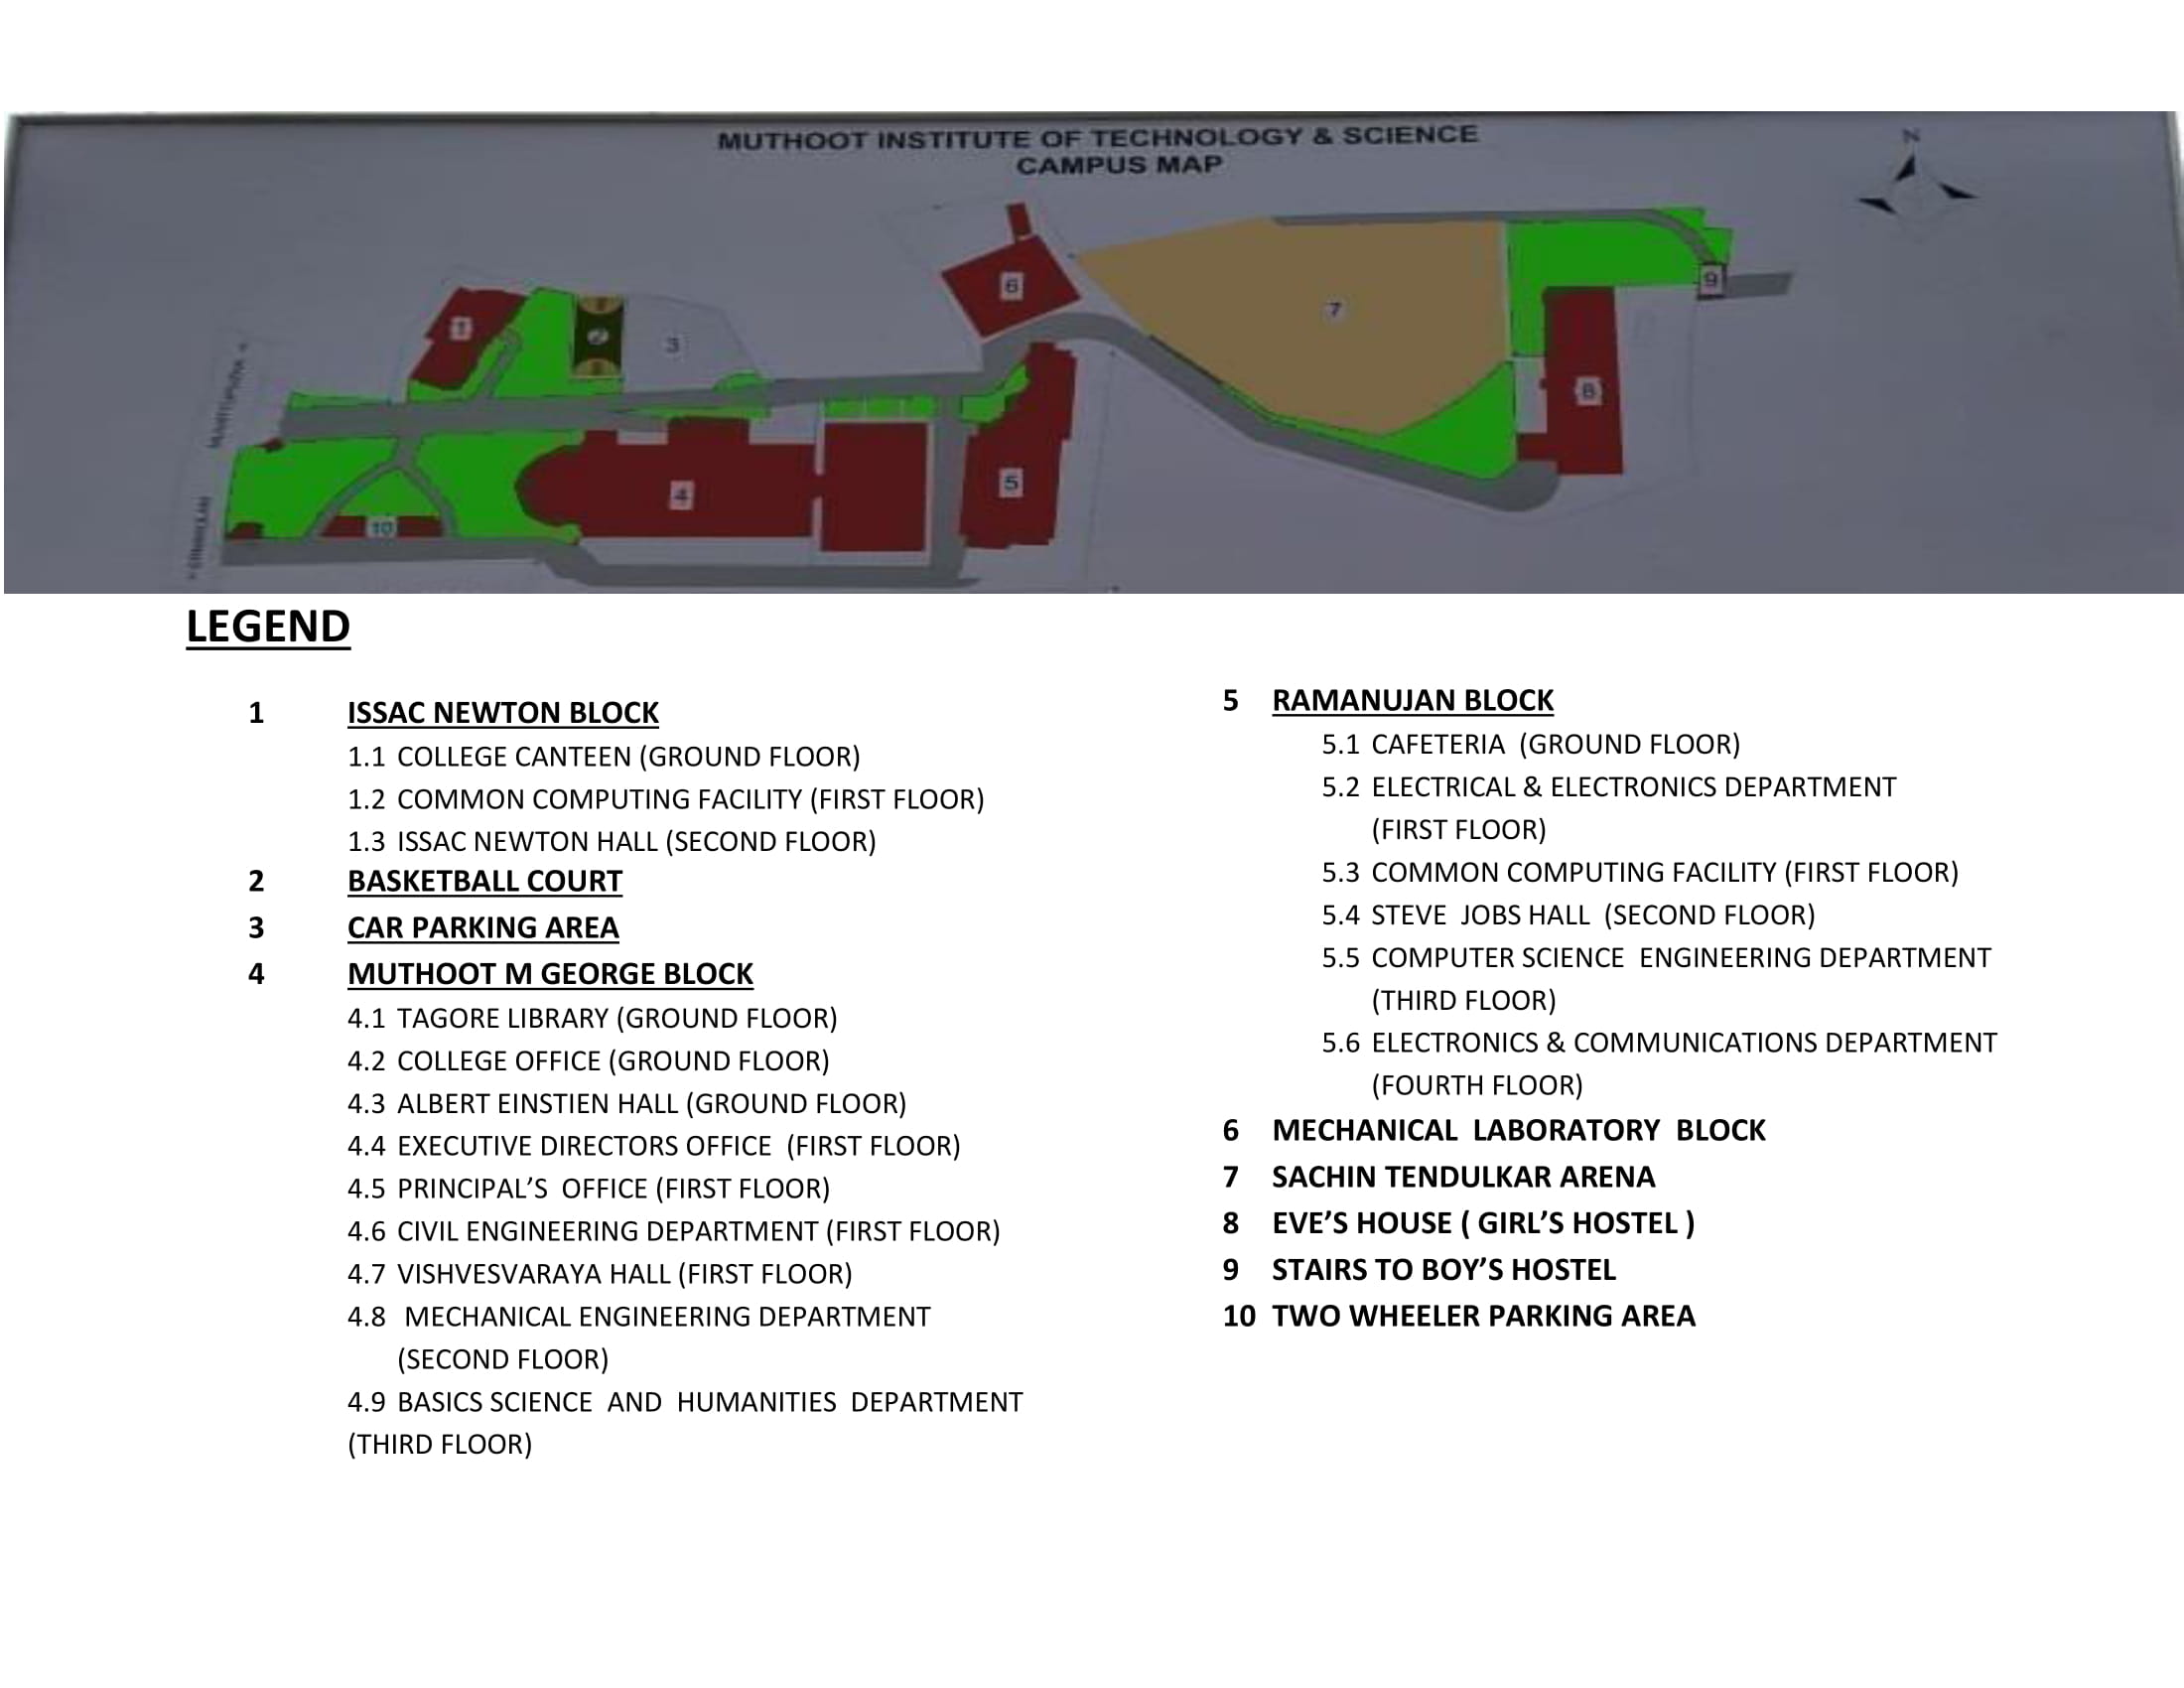 MUTHOOT INSTITUTE OF TECHNOLOGY & SCIENCE
CAMPUS MAP
N
6
9
7
1
2
3
8
5
4
10
LEGEND
1 ISSAC NEWTON BLOCK
1.1 COLLEGE CANTEEN (GROUND FLOOR)
1.2 COMMON COMPUTING FACILITY (FIRST FLOOR)
1.3 ISSAC NEWTON HALL (SECOND FLOOR)
2 BASKETBALL COURT
3 CAR PARKING AREA
4 MUTHOOT M GEORGE BLOCK
4.1 TAGORE LIBRARY (GROUND FLOOR)
4.2 COLLEGE OFFICE (GROUND FLOOR)
4.3 ALBERT EINSTIEN HALL (GROUND FLOOR)
4.4 EXECUTIVE DIRECTORS OFFICE (FIRST FLOOR)
4.5 PRINCIPAL’S OFFICE (FIRST FLOOR)
4.6 CIVIL ENGINEERING DEPARTMENT (FIRST FLOOR)
4.7 VISHVESVARAYA HALL (FIRST FLOOR)
4.8 MECHANICAL ENGINEERING DEPARTMENT
(SECOND FLOOR)
4.9 BASICS SCIENCE AND HUMANITIES DEPARTMENT
(THIRD FLOOR)
5 RAMANUJAN BLOCK
5.1 CAFETERIA (GROUND FLOOR)
5.2 ELECTRICAL & ELECTRONICS DEPARTMENT
(FIRST FLOOR)
5.3 COMMON COMPUTING FACILITY (FIRST FLOOR)
5.4 STEVE JOBS HALL (SECOND FLOOR)
5.5 COMPUTER SCIENCE ENGINEERING DEPARTMENT
(THIRD FLOOR)
5.6 ELECTRONICS & COMMUNICATIONS DEPARTMENT
(FOURTH FLOOR)
6 MECHANICAL LABORATORY BLOCK
7 SACHIN TENDULKAR ARENA
8 EVE’S HOUSE ( GIRL’S HOSTEL )
9 STAIRS TO BOY’S HOSTEL
10 TWO WHEELER PARKING AREA